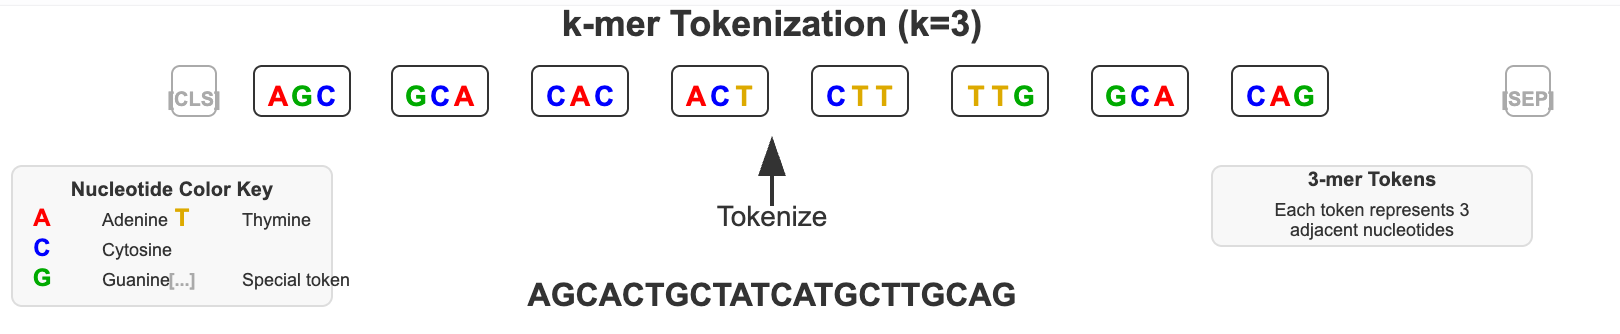 k-mer Tokenization (k=3)
[CLS] AGC GCA CAC ACT CTT TTG GCA CAG [SEP]
Nucleotide Color Key
A Adenine T Thymine
C Cytosine
G Guanine [...] Special token
Tokenize
3-mer Tokens
Each token represents 3
adjacent nucleotides
AGCACTGCTATCATGCTTGCAG